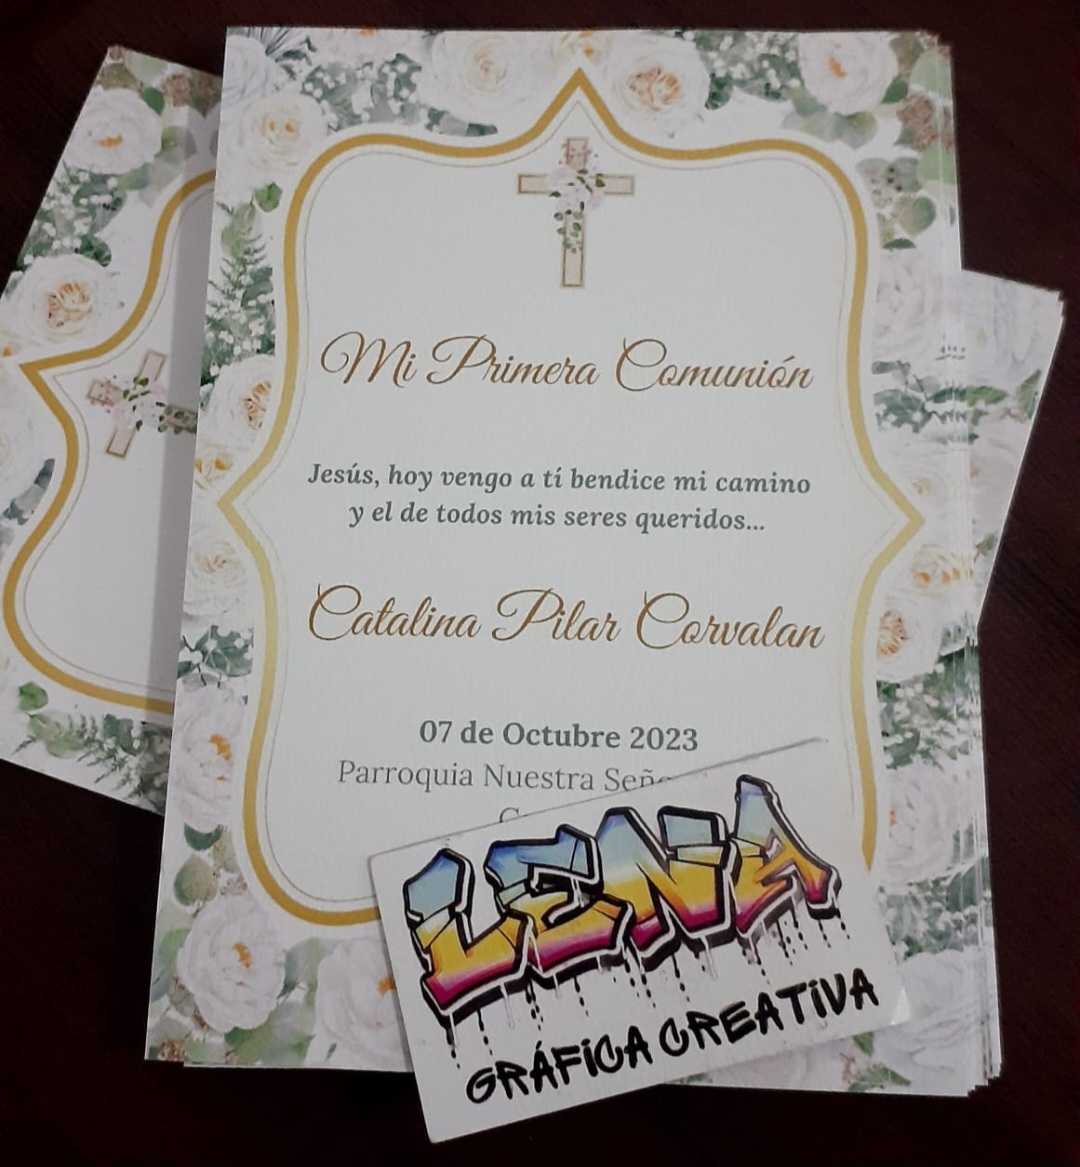 Mi Primera Comunión
Jesús, hoy vengo a tí bendice mi camino
y el de todos mis seres queridos...
Catalina Pilar Corvalan
07 de Octubre 2023
Parroquia Nuestra
LENA
GRÁFICA CREATIVA